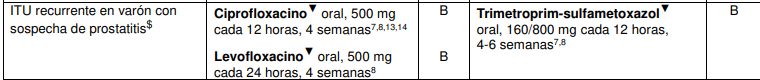 ITU recurrente en varón con
sospecha de prostatitis$
Ciprofloxacino▼ oral, 500 mg
cada 12 horas, 4 semanas7,8,13,14
B
Levofloxacino▼ oral, 500 mg
cada 24 horas, 4 semanas8
B
Trimetroprim-sulfametoxazol▼
oral, 160/800 mg cada 12 horas,
4-6 semanas7,8
B